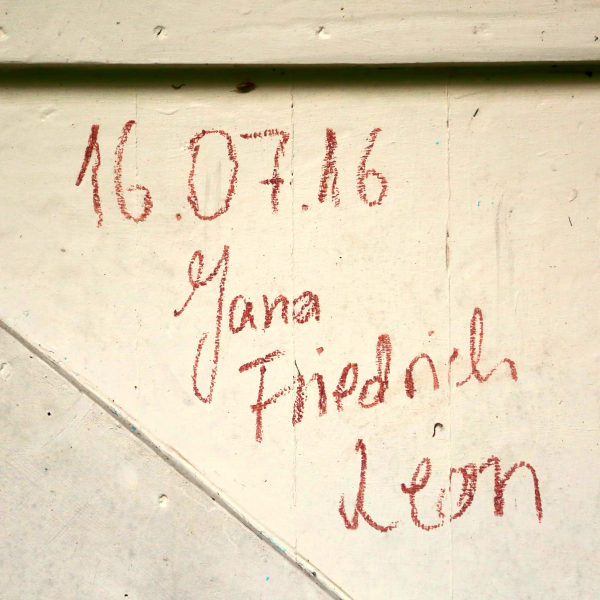 16.07.16
Jana
Friedrich
Leon